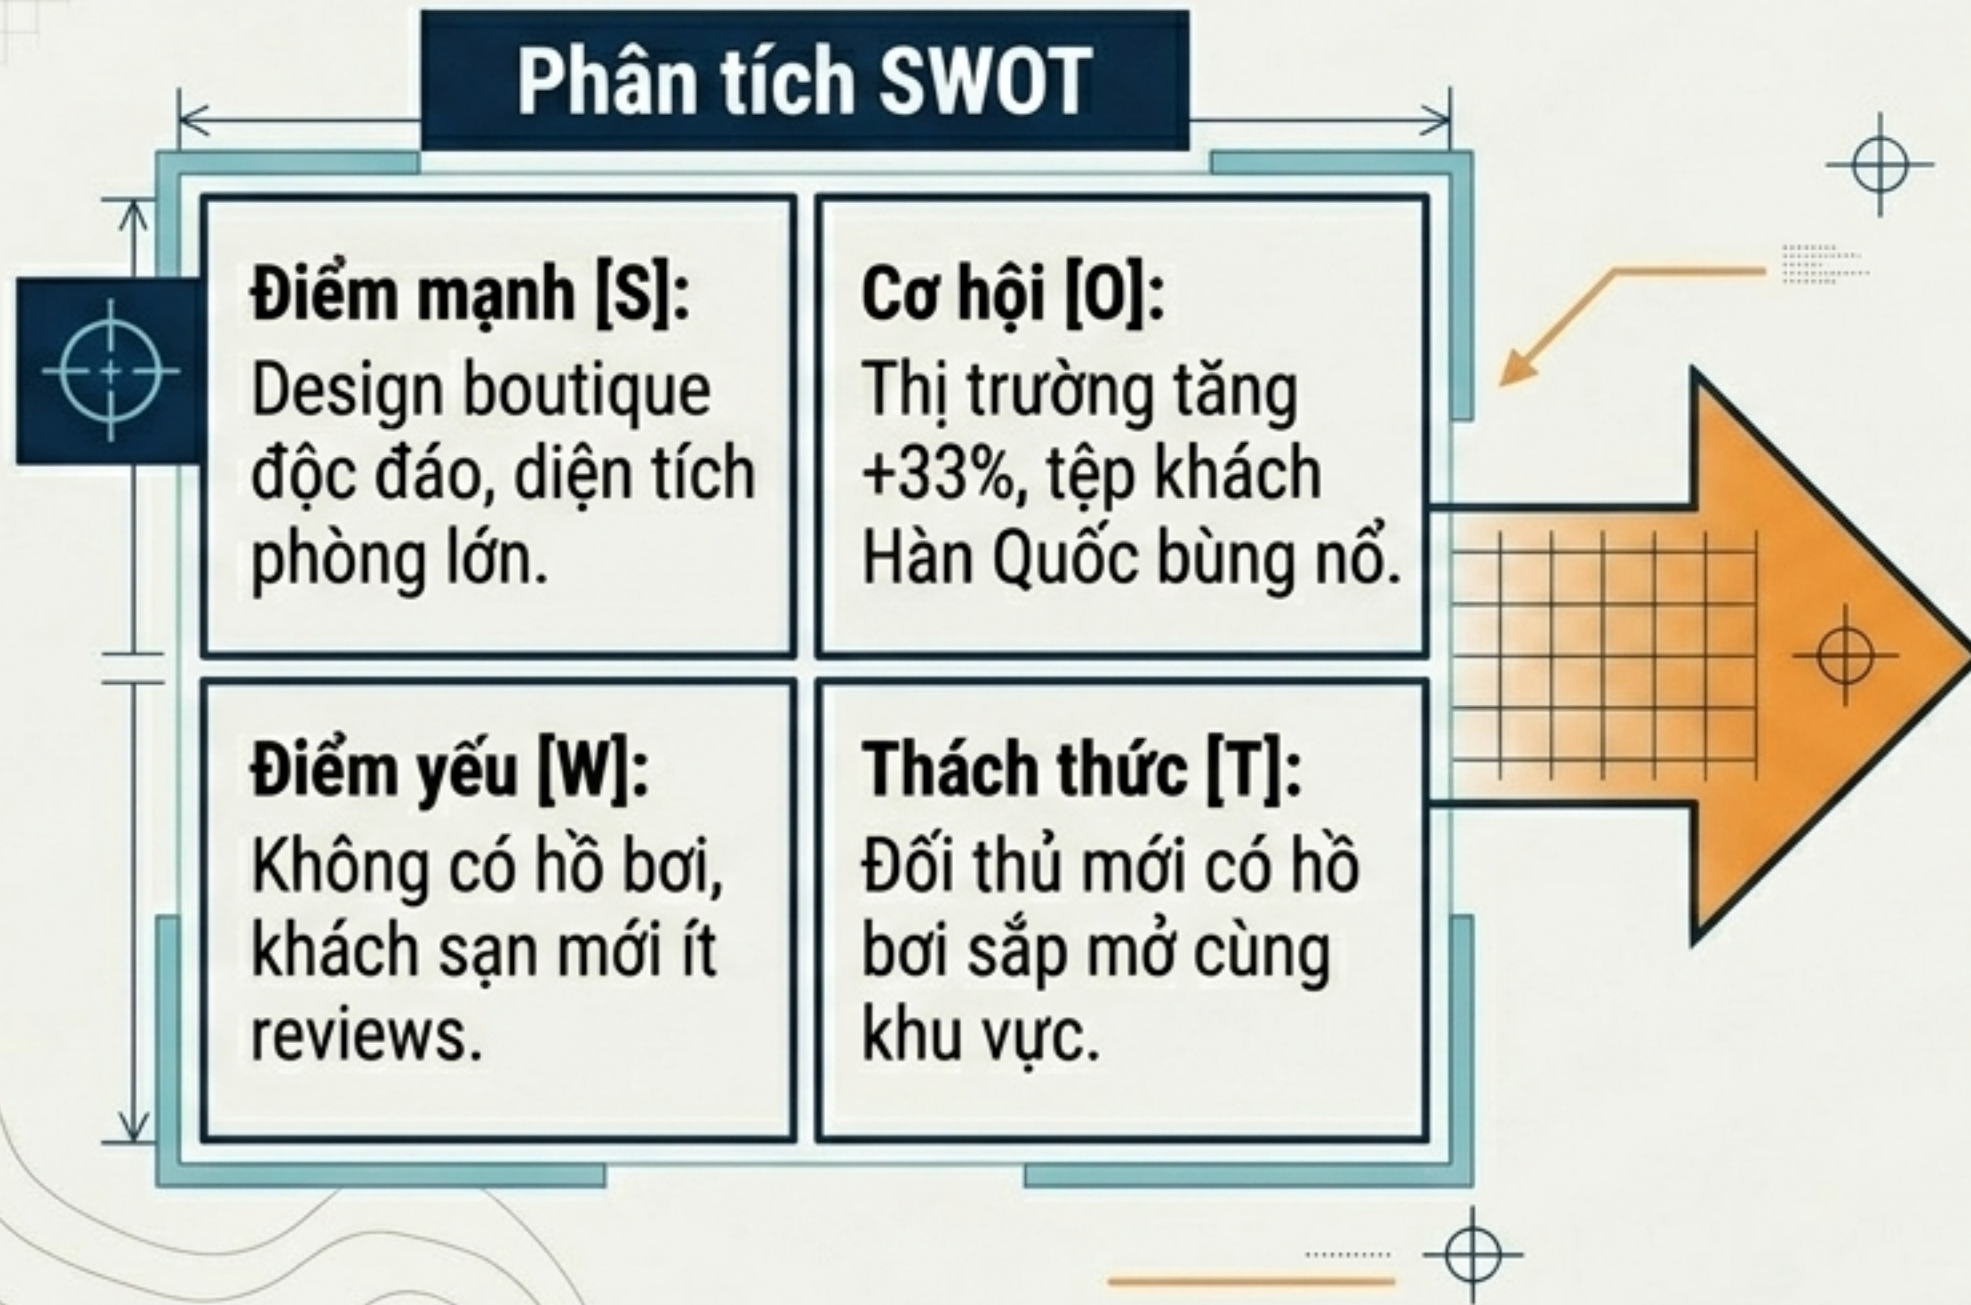 Phân tích SWOT
Điểm mạnh [S]:
Design boutique
độc đáo, diện tích
phòng lớn.
Cơ hội [O]:
Thị trường tăng
+33%, tệp khách
Hàn Quốc bùng nổ.
Điểm yếu [W]:
Không có hồ bơi,
khách sạn mới ít
reviews.
Thách thức [T]:
Đối thủ mới có hồ
bơi sắp mở cùng
khu vực.